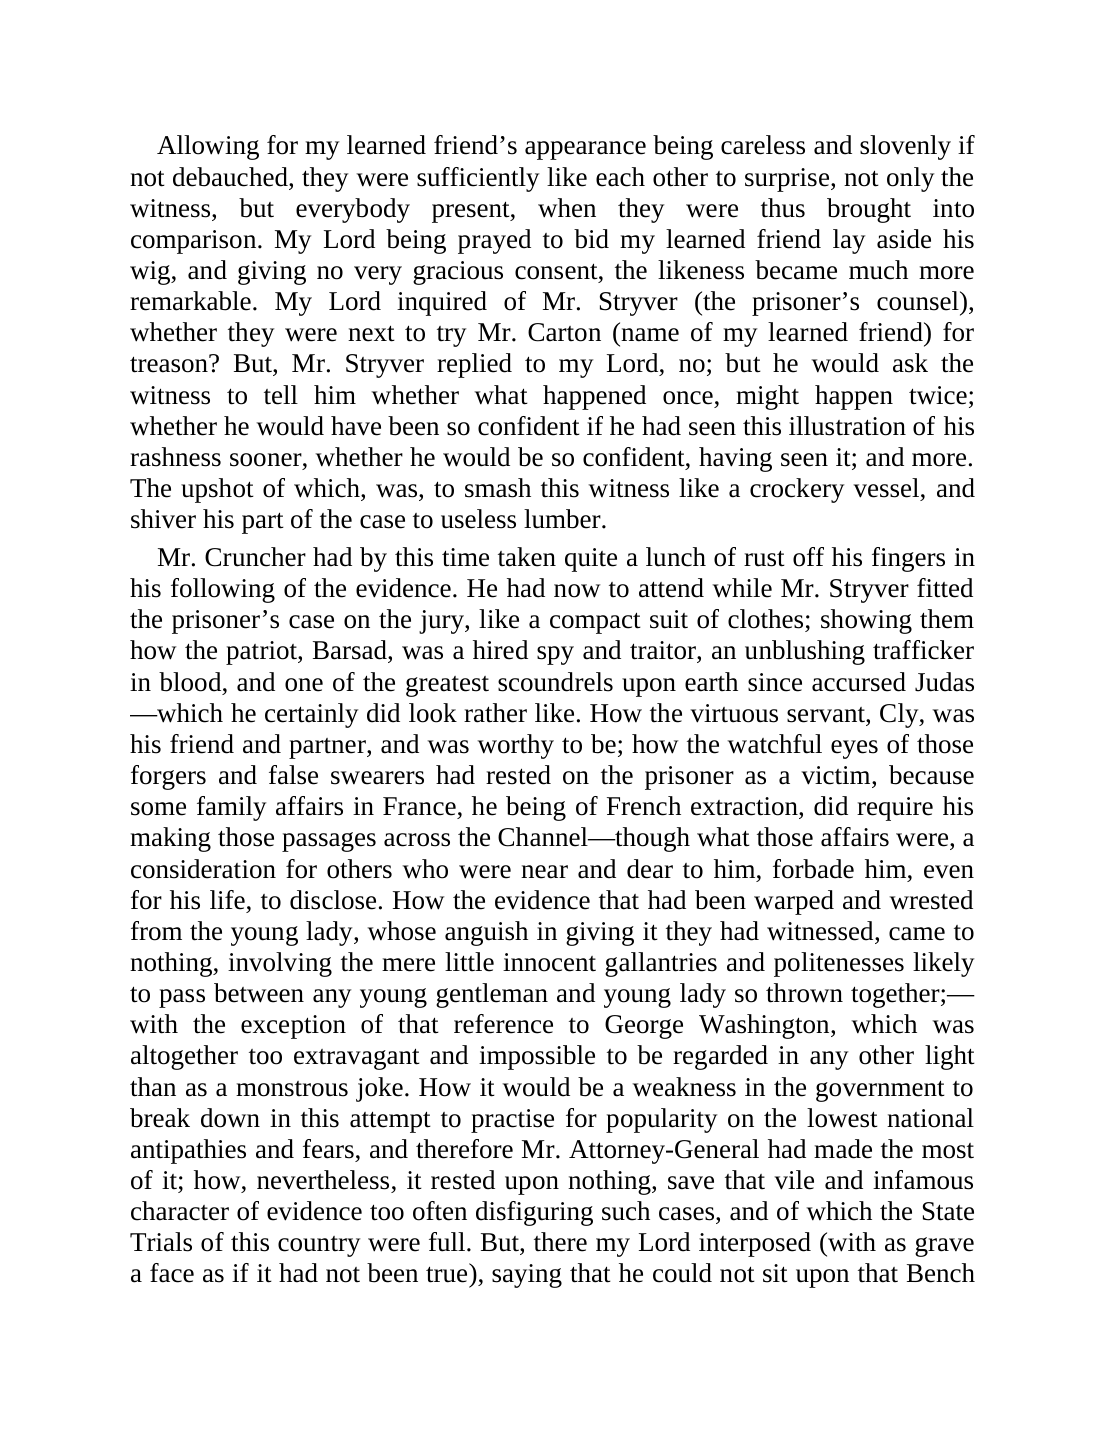 Allowing for my learned friend’s appearance being careless and slovenly if
not debauched, they were sufficiently like each other to surprise, not only the
witness, but everybody present, when they were thus brought into
comparison. My Lord being prayed to bid my learned friend lay aside his
wig, and giving no very gracious consent, the likeness became much more
remarkable. My Lord inquired of Mr. Stryver (the prisoner’s counsel),
whether they were next to try Mr. Carton (name of my learned friend) for
treason? But, Mr. Stryver replied to my Lord, no; but he would ask the
witness to tell him whether what happened once, might happen twice;
whether he would have been so confident if he had seen this illustration of his
rashness sooner, whether he would be so confident, having seen it; and more.
The upshot of which, was, to smash this witness like a crockery vessel, and
shiver his part of the case to useless lumber.
Mr. Cruncher had by this time taken quite a lunch of rust off his fingers in
his following of the evidence. He had now to attend while Mr. Stryver fitted
the prisoner’s case on the jury, like a compact suit of clothes; showing them
how the patriot, Barsad, was a hired spy and traitor, an unblushing trafficker
in blood, and one of the greatest scoundrels upon earth since accursed Judas
—which he certainly did look rather like. How the virtuous servant, Cly, was
his friend and partner, and was worthy to be; how the watchful eyes of those
forgers and false swearers had rested on the prisoner as a victim, because
some family affairs in France, he being of French extraction, did require his
making those passages across the Channel—though what those affairs were, a
consideration for others who were near and dear to him, forbade him, even
for his life, to disclose. How the evidence that had been warped and wrested
from the young lady, whose anguish in giving it they had witnessed, came to
nothing, involving the mere little innocent gallantries and politenesses likely
to pass between any young gentleman and young lady so thrown together;—
with the exception of that reference to George Washington, which was
altogether too extravagant and impossible to be regarded in any other light
than as a monstrous joke. How it would be a weakness in the government to
break down in this attempt to practise for popularity on the lowest national
antipathies and fears, and therefore Mr. Attorney-General had made the most
of it; how, nevertheless, it rested upon nothing, save that vile and infamous
character of evidence too often disfiguring such cases, and of which the State
Trials of this country were full. But, there my Lord interposed (with as grave
a face as if it had not been true), saying that he could not sit upon that Bench